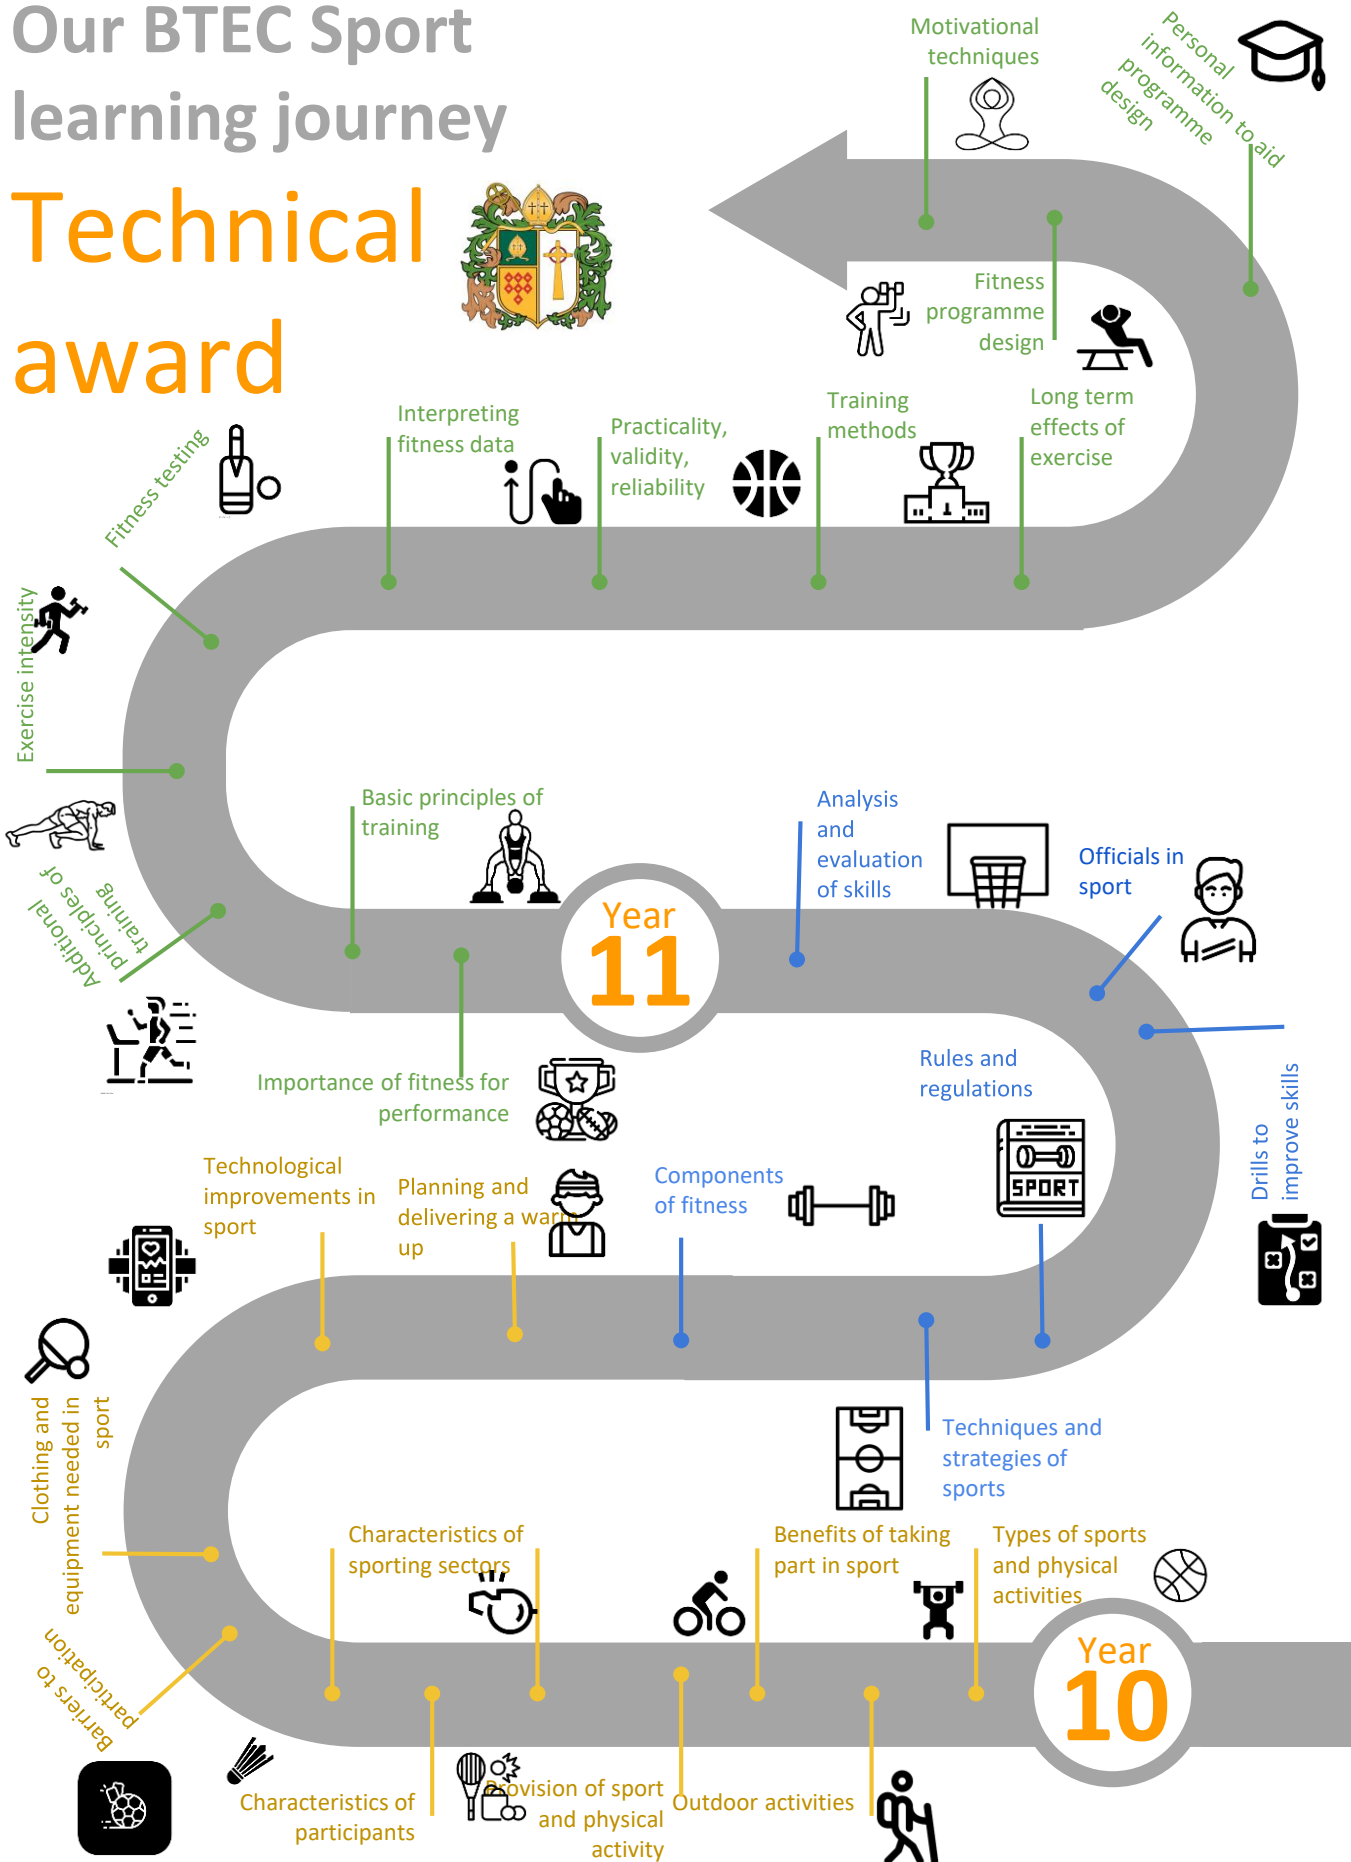 Our BTEC Sport
learning journey
Technical
award
Motivational
techniques
Personal
information to aid
programme
design
Fitness
programme
design
Long term
effects of
exercise
Training
methods
Practicality,
validity,
reliability
Interpreting
fitness data
Fitness testing
Exercise intensity
Additional
principles of
training
Basic principles of
training
Importance of fitness for
performance
Year
11
Analysis
and
evaluation
of skills
Officials in
sport
Drills to
improve skills
Rules and
regulations
SPORT
Techniques and
strategies of
sports
Components
of fitness
Planning and
delivering a warm
up
Technological
improvements in
sport
Clothing and
equipment needed in
sport
Barriers to
participation
Characteristics of
sporting sectors
Characteristics of
participants
Provision of sport
and physical
activity
Benefits of taking
part in sport
Outdoor activities
Types of sports
and physical
activities
Year
10